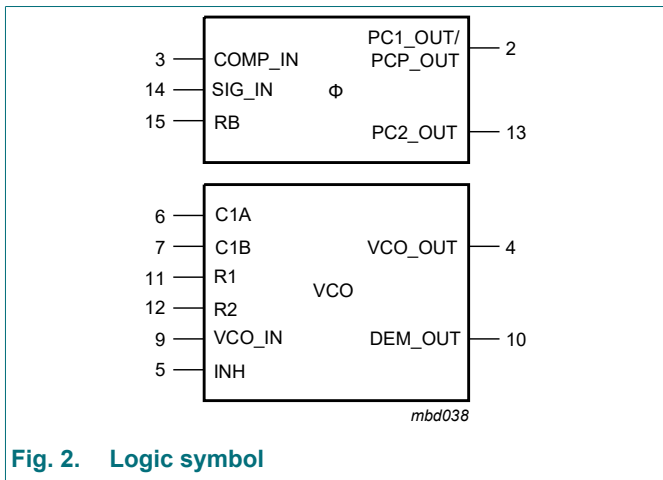 PC1_OUT/
PCP_OUT 2
3 COMP_IN
14 SIG_IN Φ
15 RB
PC2_OUT 13
6 C1A
7 C1B VCO_OUT 4
11 R1
VCO
12 R2
9 VCO_IN DEM_OUT 10
5 INH
mbd038
Fig. 2. Logic symbol